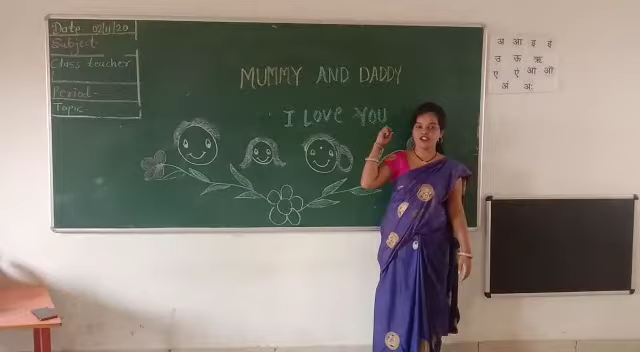 Date 02/11/20
Subject-
Class teacher
Period-
Topic-
MUMMY AND DADDY
I LOVE YOU
अ आ इ ई
उ ऊ ऋ
ए ऐ ओ औ
अं अः